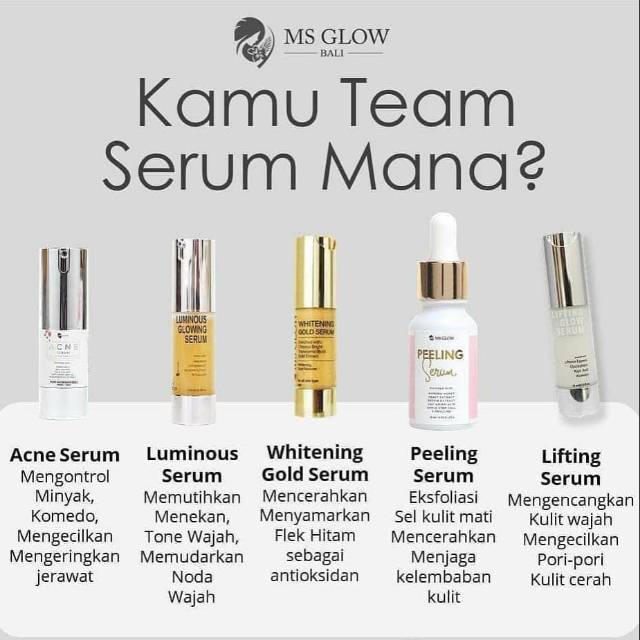 MS GLOW
BALI
Kamu Team
Serum Mana?
ACNE
SERUM
LUMINOUS
GLOWING
SERUM
WHITENING
GOLD SERUM
MS GLOW
PEELING
Serum
LIFTING
GLOW
SERUM
Acne Serum
Mengontrol
Minyak,
Komedo,
Mengecilkan
Mengeringkan
jerawat
Luminous
Serum
Memutihkan
Menekan,
Tone Wajah,
Memudarkan
Noda
Wajah
Whitening
Gold Serum
Mencerahkan
Menyamarkan
Flek Hitam
sebagai
antioksidan
Peeling
Serum
Eksfoliasi
Sel kulit mati
Mencerahkan
Menjaga
kelembaban
kulit
Lifting
Serum
Mengencangkan
Kulit wajah
Mengecilkan
Pori-pori
Kulit cerah